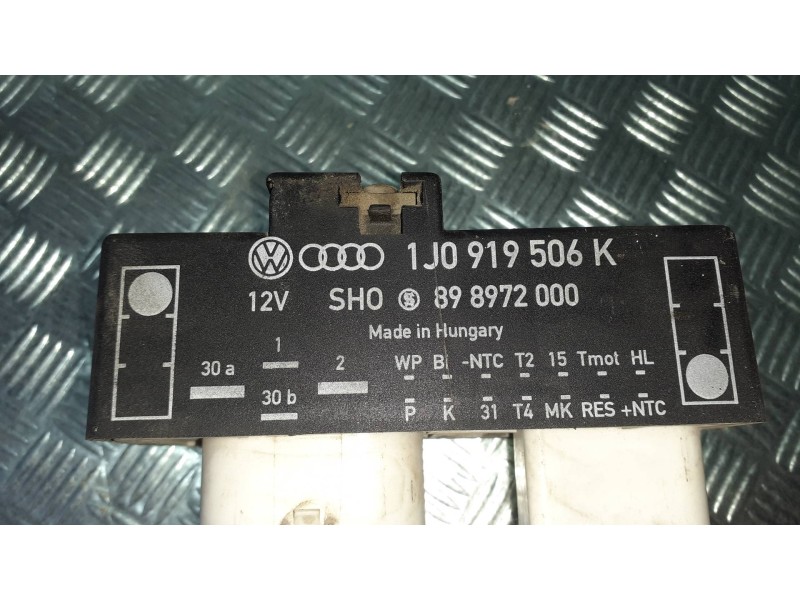 1J0 919 506 K
12V SHO S 89 8972 000
Made in Hungary
1
30 a 2
30 b
WP BI -NTC T2 15 Tmot HL
P K 31 T4 MK RES +NTC